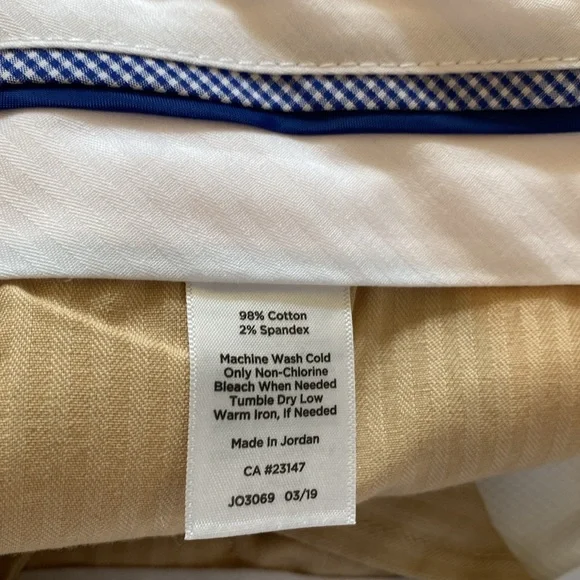 98% Cotton
2% Spandex
Machine Wash Cold
Only Non-Chlorine
Bleach When Needed
Tumble Dry Low
Warm Iron, If Needed
Made In Jordan
CA #23147
JO3069 03/19